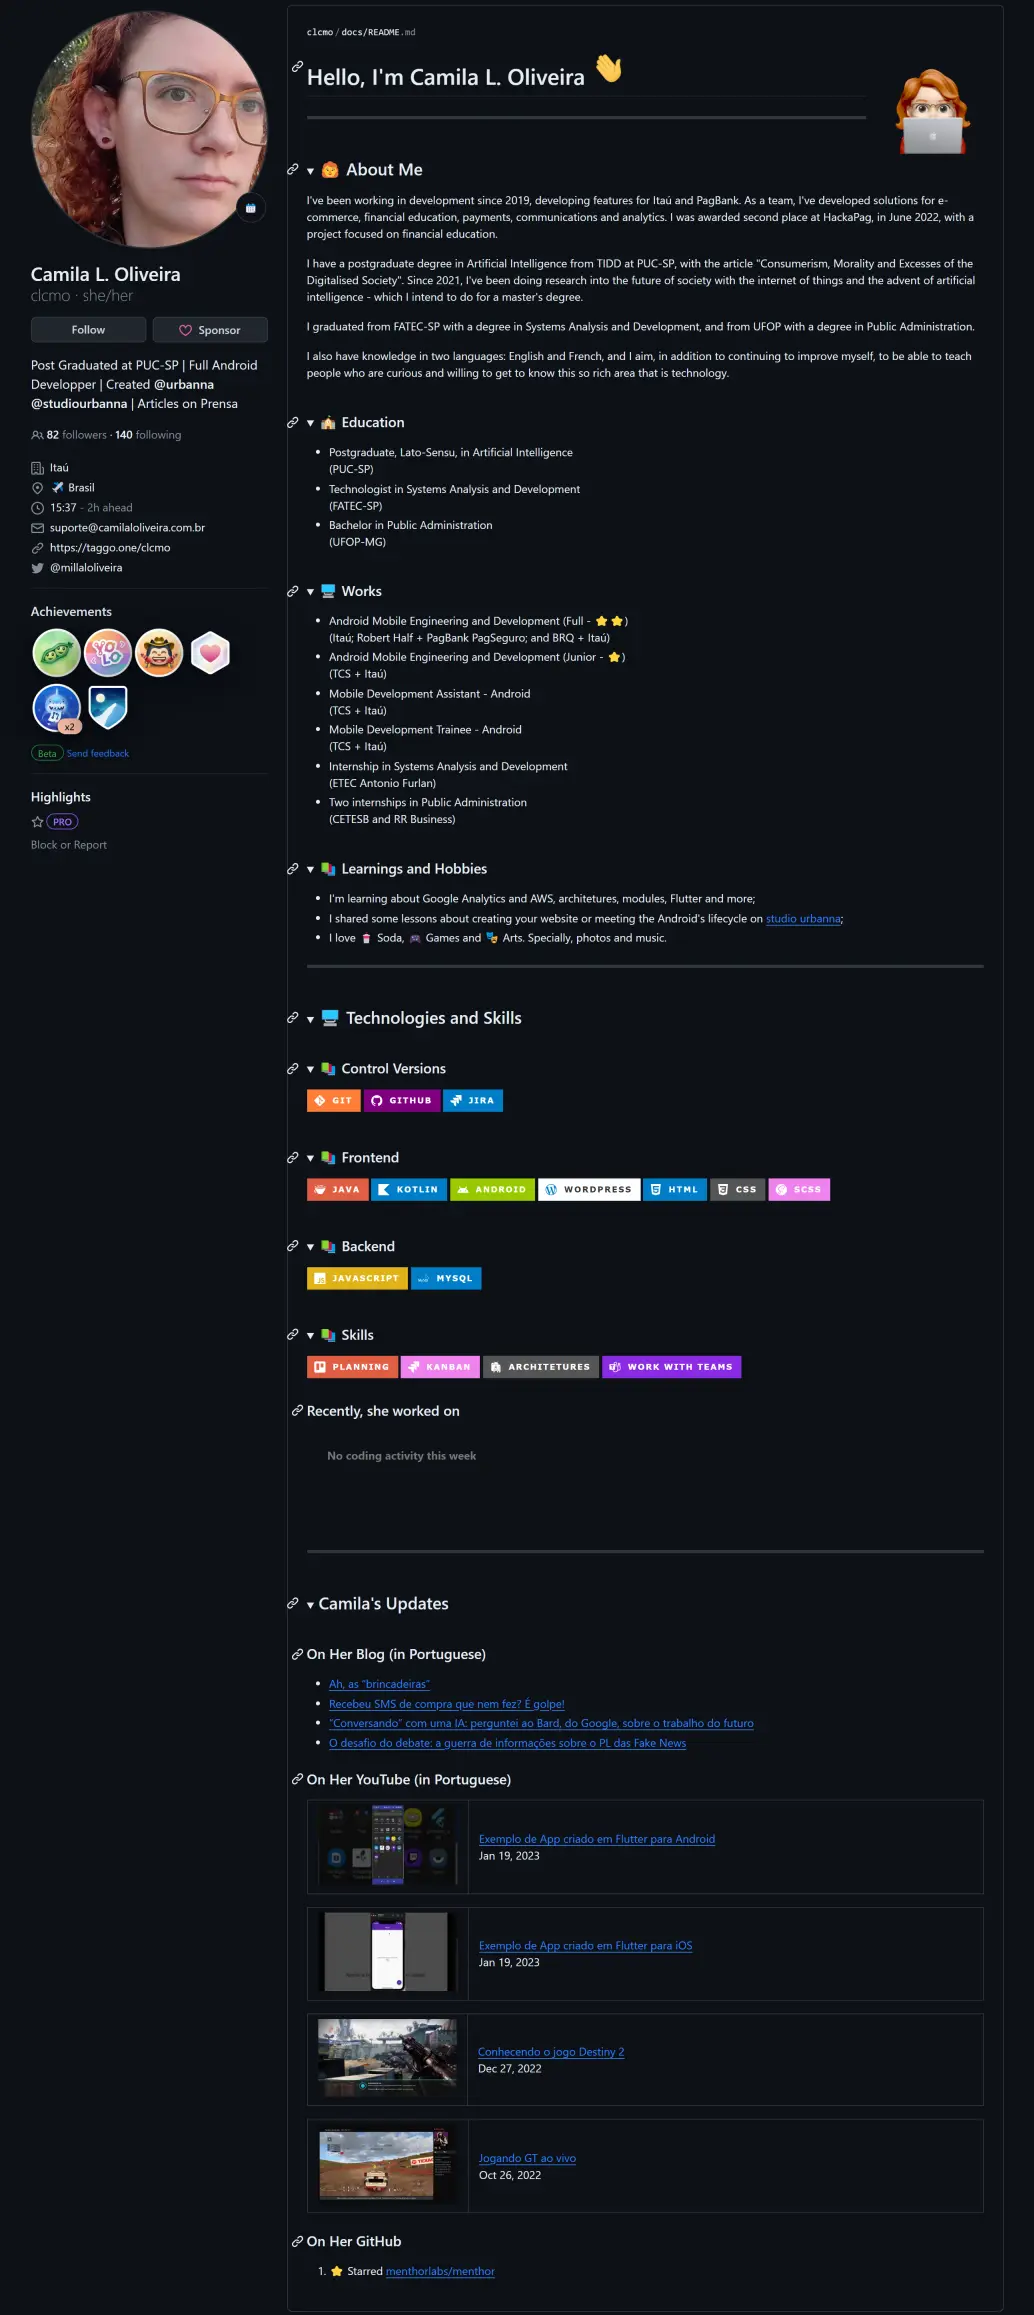 Camila L. Oliveira
clcmo · she/her
Follow
Sponsor
Post Graduated at PUC-SP | Full Android
Developper | Created @urbanna
@studiourbanna | Articles on Prensa
82 followers · 140 following
Itaú
Brasil
15:37 - 2h ahead
suporte@camilaloliveira.com.br
https://taggo.one/clcmo
@millaloliveira
Achievements
YOLO
x2
Beta Send feedback
Highlights
PRO
Block or Report
clcmo / docs/README.md
Hello, I'm Camila L. Oliveira
About Me
I've been working in development since 2019, developing features for Itaú and PagBank. As a team, I've developed solutions for e-
commerce, financial education, payments, communications and analytics. I was awarded second place at HackaPag, in June 2022, with a
project focused on financial education.
I have a postgraduate degree in Artificial Intelligence from TIDD at PUC-SP, with the article "Consumerism, Morality and Excesses of the
Digitalised Society". Since 2021, I've been doing research into the future of society with the internet of things and the advent of artificial
intelligence - which I intend to do for a master's degree.
I graduated from FATEC-SP with a degree in Systems Analysis and Development, and from UFOP with a degree in Public Administration.
I also have knowledge in two languages: English and French, and I aim, in addition to continuing to improve myself, to be able to teach
people who are curious and willing to get to know this so rich area that is technology.
Education
• Postgraduate, Lato-Sensu, in Artificial Intelligence
(PUC-SP)
• Technologist in Systems Analysis and Development
(FATEC-SP)
• Bachelor in Public Administration
(UFOP-MG)
Works
• Android Mobile Engineering and Development (Full - ⭐ ⭐)
(Itaú; Robert Half + PagBank PagSeguro; and BRQ + Itaú)
• Android Mobile Engineering and Development (Junior - ⭐)
(TCS + Itaú)
• Mobile Development Assistant - Android
(TCS + Itaú)
• Mobile Development Trainee - Android
(TCS + Itaú)
• Internship in Systems Analysis and Development
(ETEC Antonio Furlan)
• Two internships in Public Administration
(CETESB and RR Business)
Learnings and Hobbies
• I'm learning about Google Analytics and AWS, architetures, modules, Flutter and more;
• I shared some lessons about creating your website or meeting the Android's lifecycle on studio urbanna;
• I love Soda, Games and Arts. Specially, photos and music.
Technologies and Skills
Control Versions
GIT GITHUB JIRA
Frontend
JAVA KOTLIN ANDROID WORDPRESS HTML CSS SCSS
Backend
JAVASCRIPT MYSQL
Skills
PLANNING KANBAN ARCHITETURES WORK WITH TEAMS
Recently, she worked on
No coding activity this week
Camila's Updates
On Her Blog (in Portuguese)
• Ah, as "brincadeiras"
• Recebeu SMS de compra que nem fez? É golpe!
• "Conversando" com uma IA: perguntei ao Bard, do Google, sobre o trabalho do futuro
• O desafio do debate: a guerra de informações sobre o PL das Fake News
On Her YouTube (in Portuguese)
Exemplo de App criado em Flutter para Android
Jan 19, 2023
Exemplo de App criado em Flutter para iOS
Jan 19, 2023
Conhecendo o jogo Destiny 2
Dec 27, 2022
Jogando GT ao vivo
Oct 26, 2022
On Her GitHub
1. ⭐ Starred menthorlabs/menthor